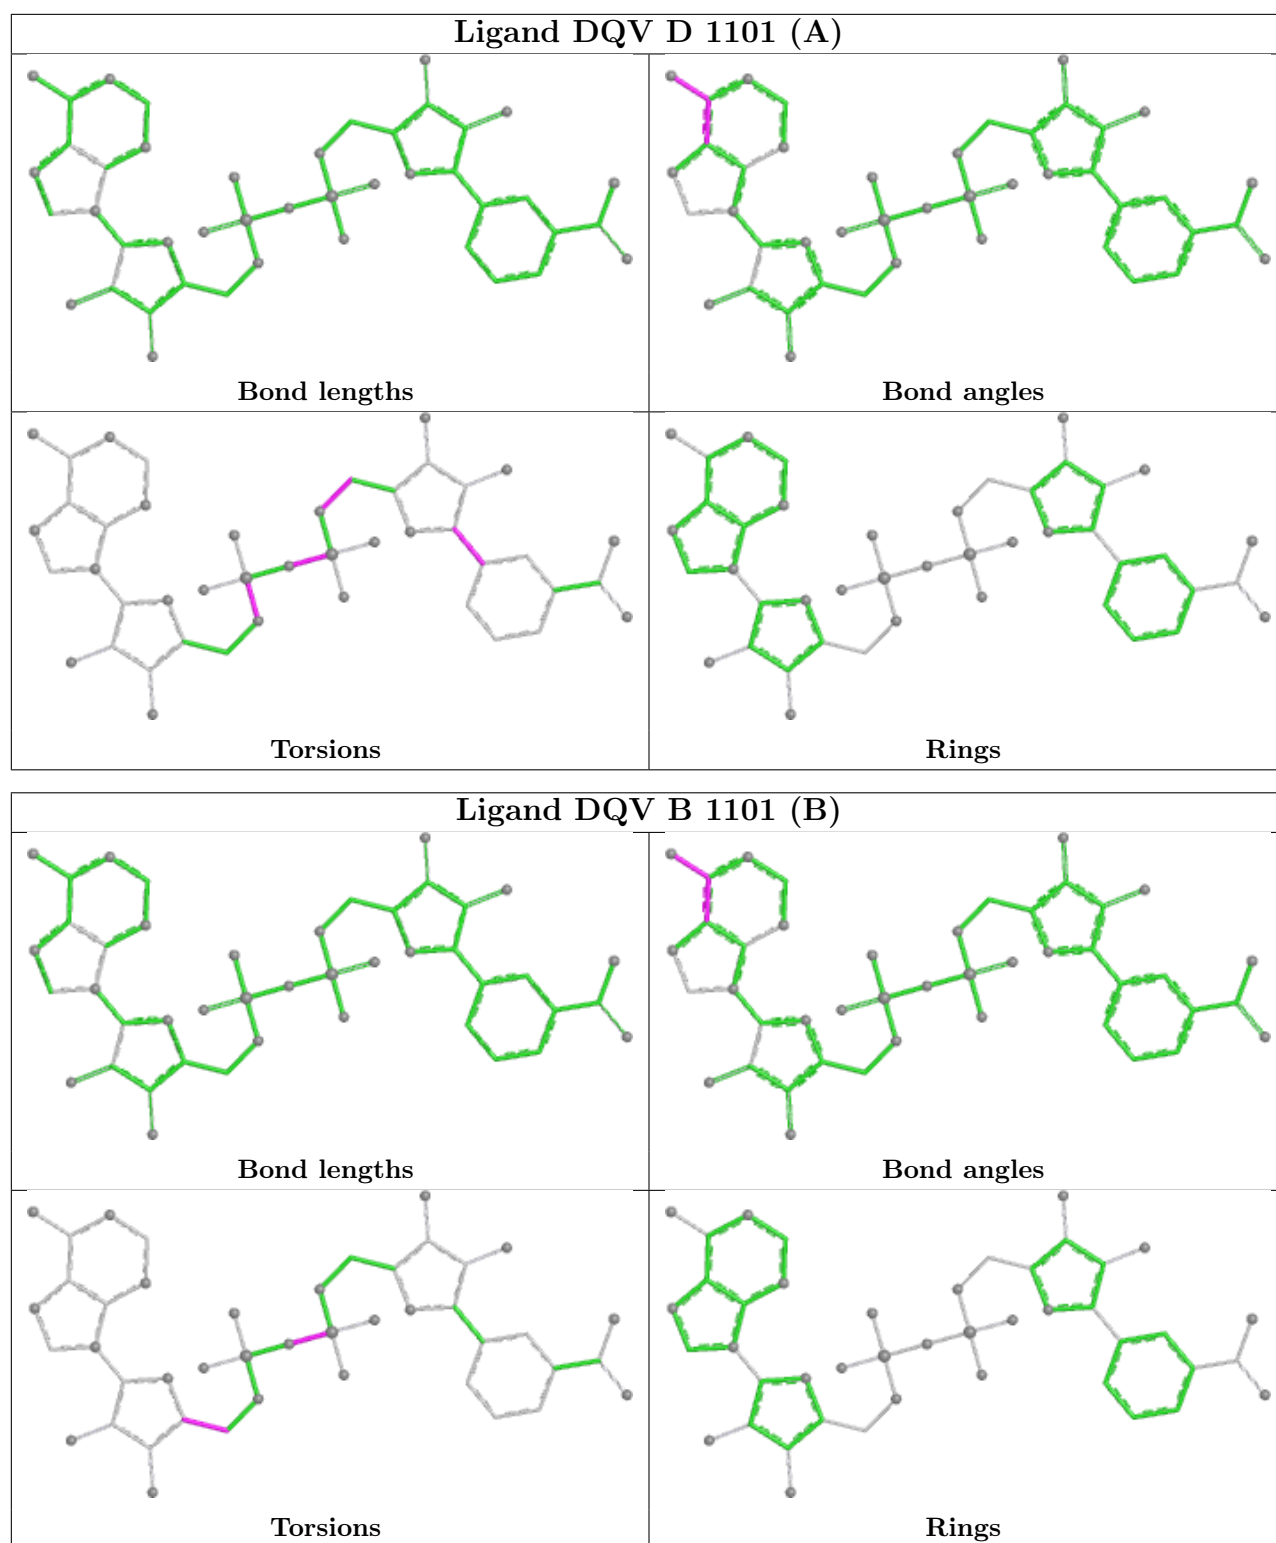 Ligand DQV D 1101 (A)
Bond lengths
Bond angles
Torsions
Rings
Ligand DQV B 1101 (B)
Bond lengths
Bond angles
Torsions
Rings